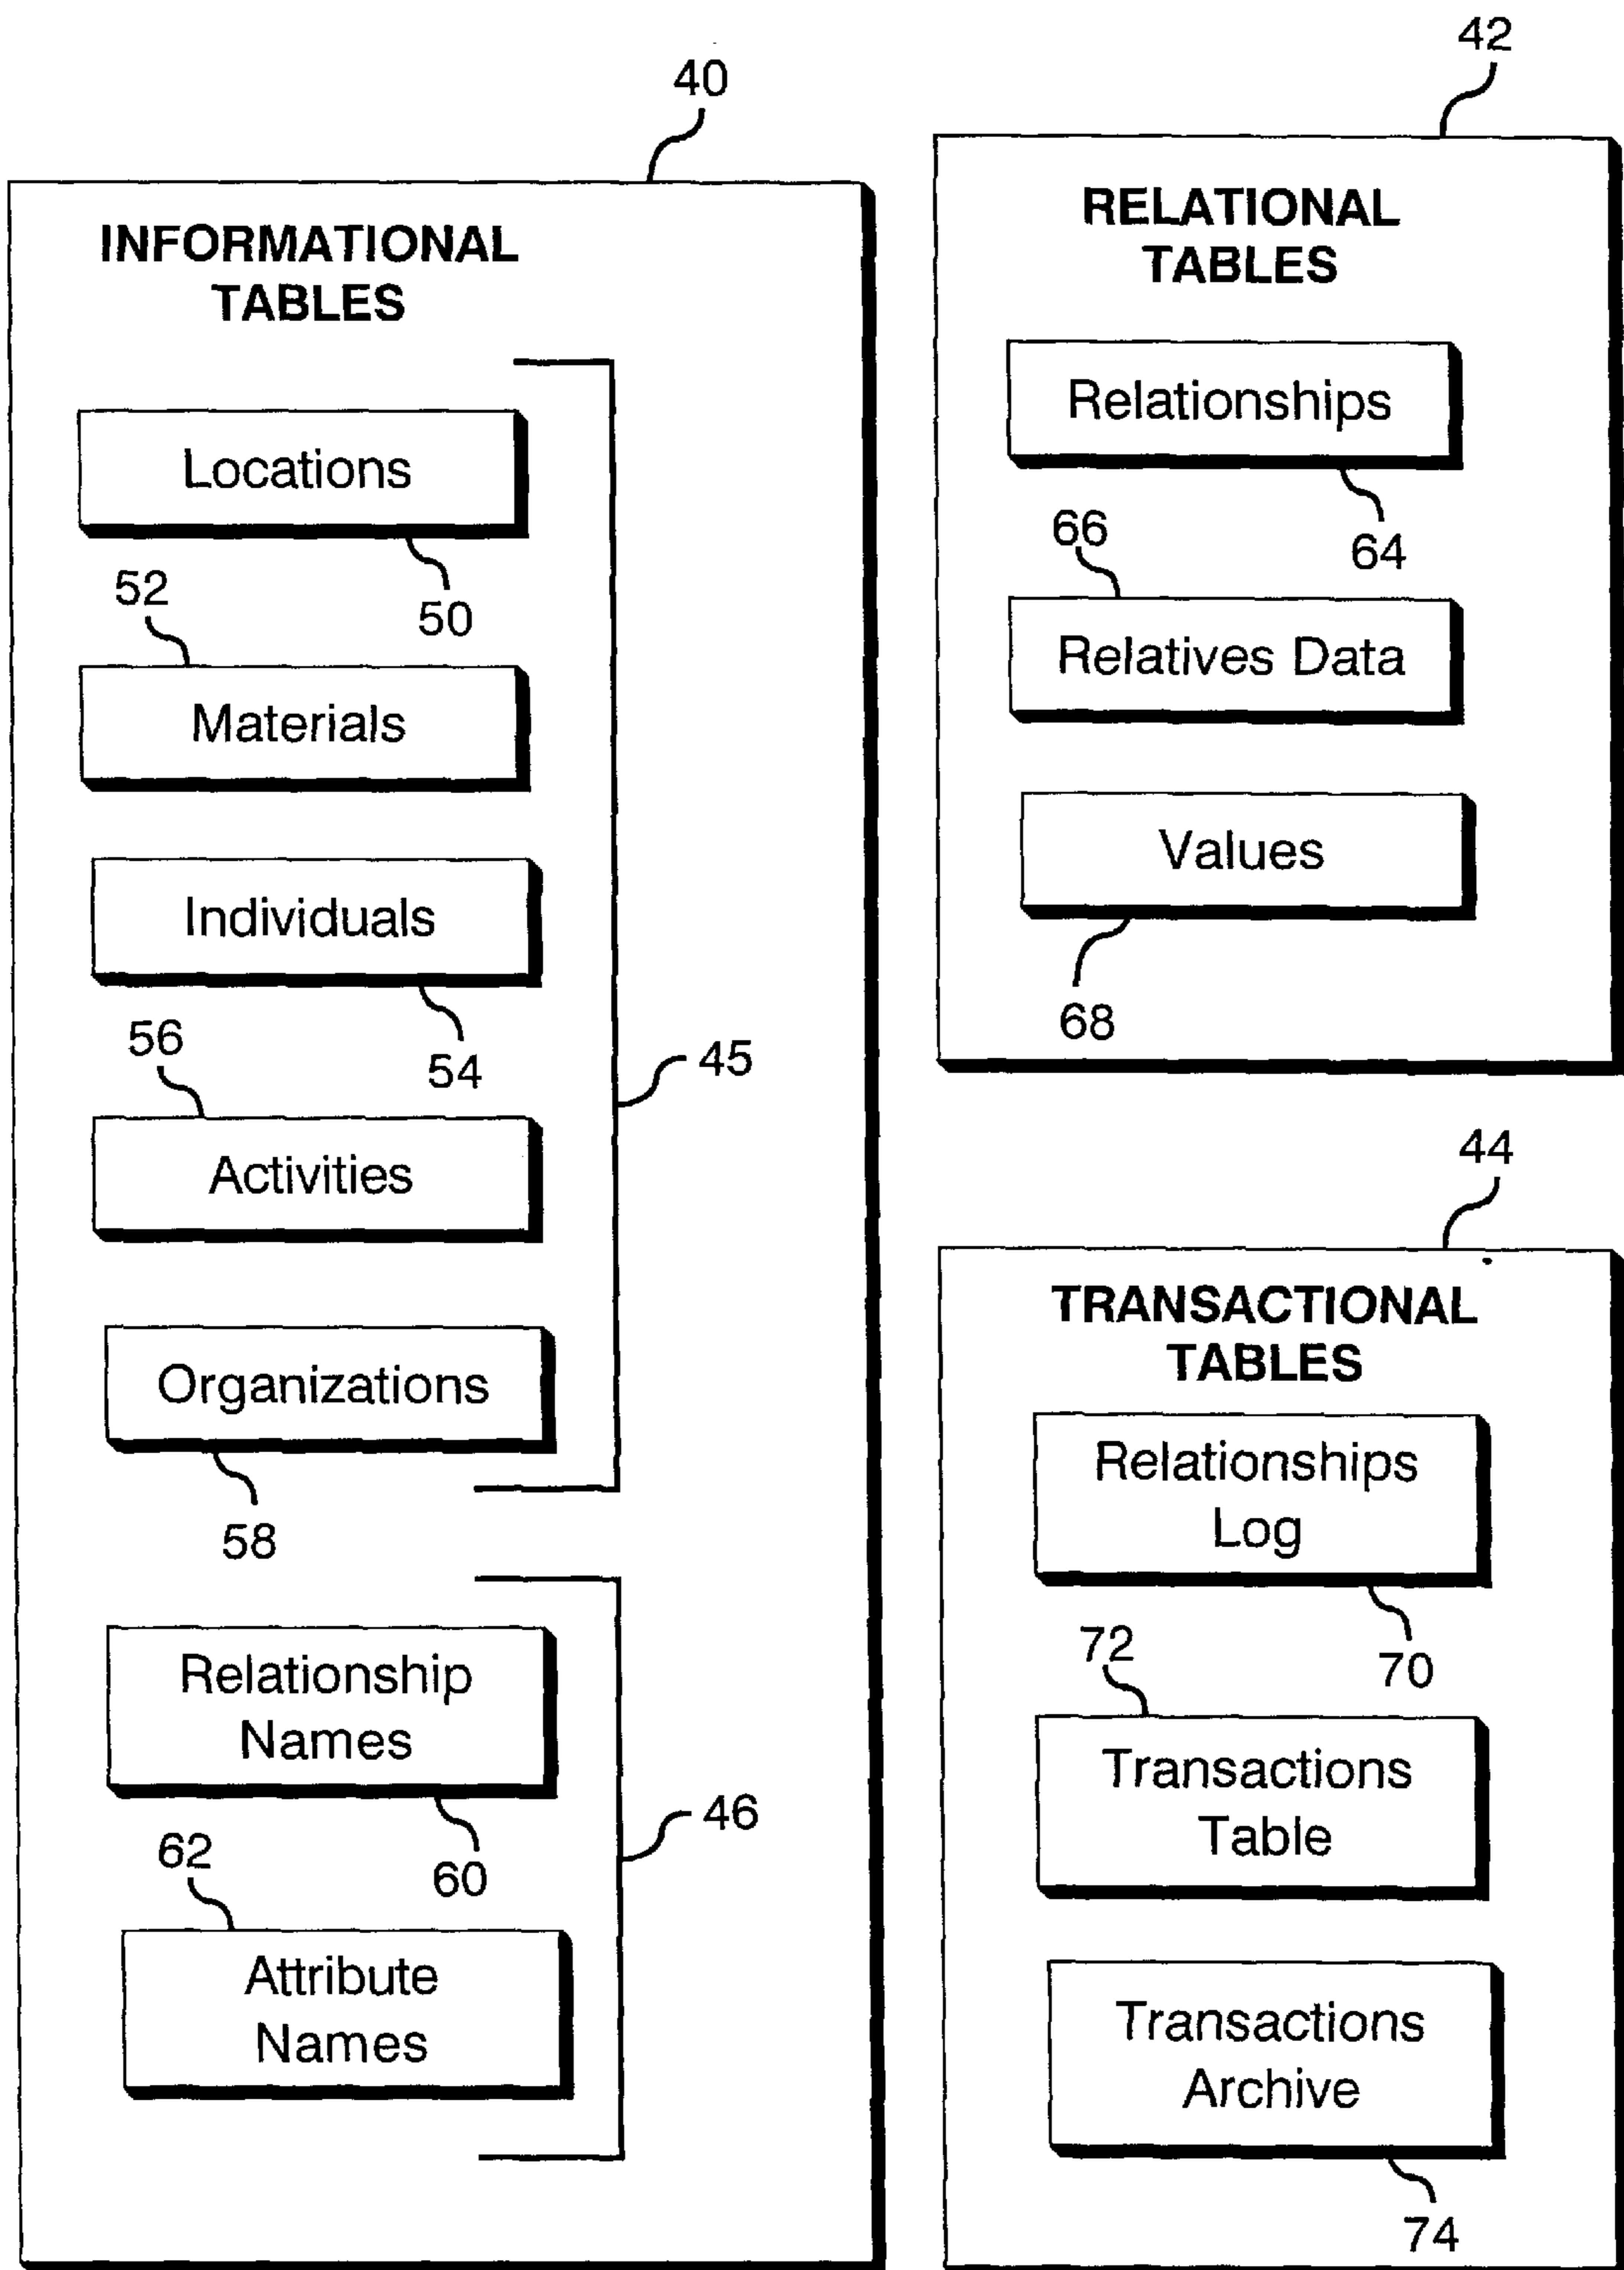 40
INFORMATIONAL
TABLES
Locations
50
52
Materials
Individuals
54
56
Activities
45
Organizations
58
Relationship
Names
60
46
62
Attribute
Names
42
RELATIONAL
TABLES
Relationships
64
66
Relatives Data
Values
68
44
TRANSACTIONAL
TABLES
Relationships
Log
70
72
Transactions
Table
Transactions
Archive
74